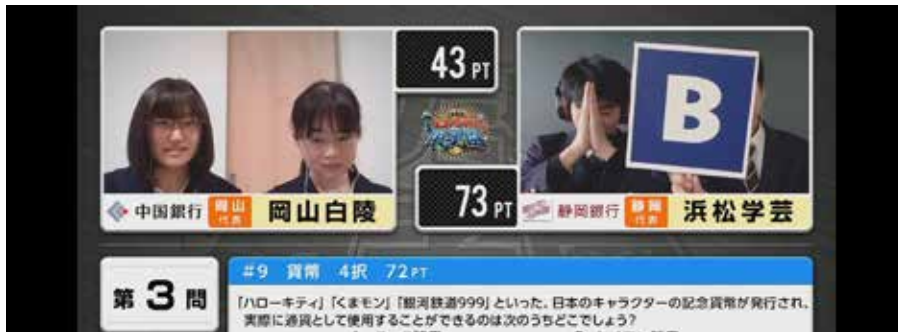 43 PT
B
中国銀行 岡山代表 岡山白陵
73 PT
静岡銀行 静岡代表 浜松学芸
第3問
#9 貨幣 4択 72PT
「ハローキティ」「くまモン」「銀河鉄道999」といった、日本のキャラクターの記念貨幣が発行され、
実際に通貨として使用することができるのは次のうちどこでしょう?